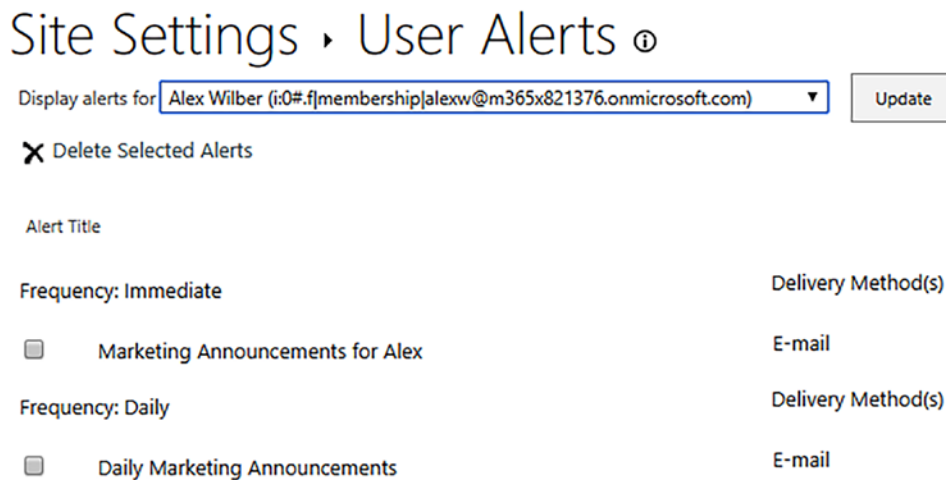 Site Settings ▸ User Alerts
Display alerts for Alex Wilber (i:0#.f|membership|alexw@m365x821376.onmicrosoft.com) Update
Delete Selected Alerts
Alert Title
Frequency: Immediate Delivery Method(s)
Marketing Announcements for Alex E-mail
Frequency: Daily Delivery Method(s)
Daily Marketing Announcements E-mail